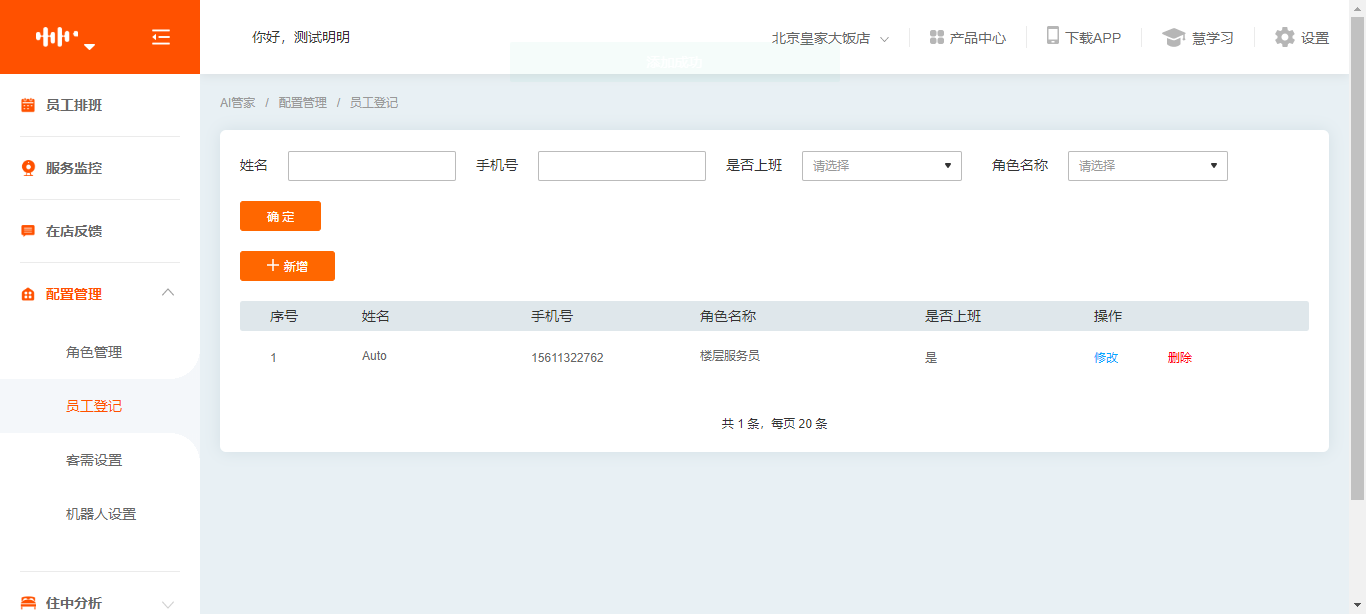 你好，测试明明
北京皇家大饭店
产品中心
下载APP
慧学习
设置
员工排班
服务监控
在店反馈
配置管理
角色管理
员工登记
客需设置
机器人设置
住中分析
AI管家 / 配置管理 / 员工登记
姓名
手机号
是否上班 请选择
角色名称 请选择
确 定
新增
序号 姓名 手机号 角色名称 是否上班 操作
1 Auto 15611322762 楼层服务员 是 修改 删除
共 1 条，每页 20 条